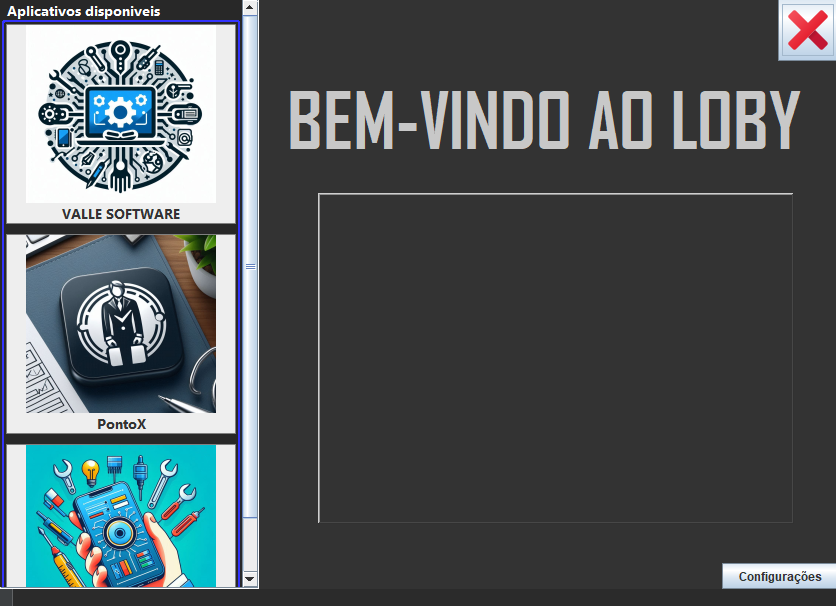 Aplicativos disponiveis
VALLE SOFTWARE
PontoX
BEM-VINDO AO LOBY
Configurações